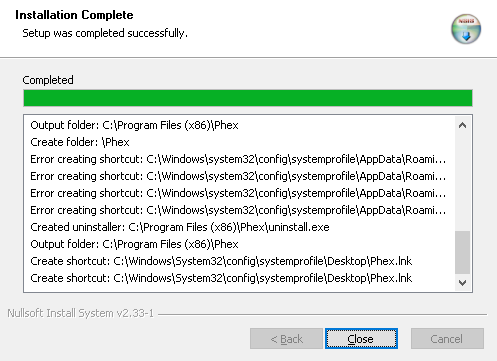 Installation Complete
Setup was completed successfully.
Completed
Output folder: C:\Program Files (x86)\Phex
Create folder: \Phex
Error creating shortcut: C:\Windows\system32\config\systemprofile\AppData\Roami...
Error creating shortcut: C:\Windows\system32\config\systemprofile\AppData\Roami...
Error creating shortcut: C:\Windows\system32\config\systemprofile\AppData\Roami...
Error creating shortcut: C:\Windows\system32\config\systemprofile\AppData\Roami...
Created uninstaller: C:\Program Files (x86)\Phex\uninstall.exe
Output folder: C:\Program Files (x86)\Phex
Create shortcut: C:\Windows\System32\config\systemprofile\Desktop\Phex.lnk
Create shortcut: C:\Windows\System32\config\systemprofile\Desktop\Phex.lnk
Nullsoft Install System v2.33-1
< Back Close Cancel